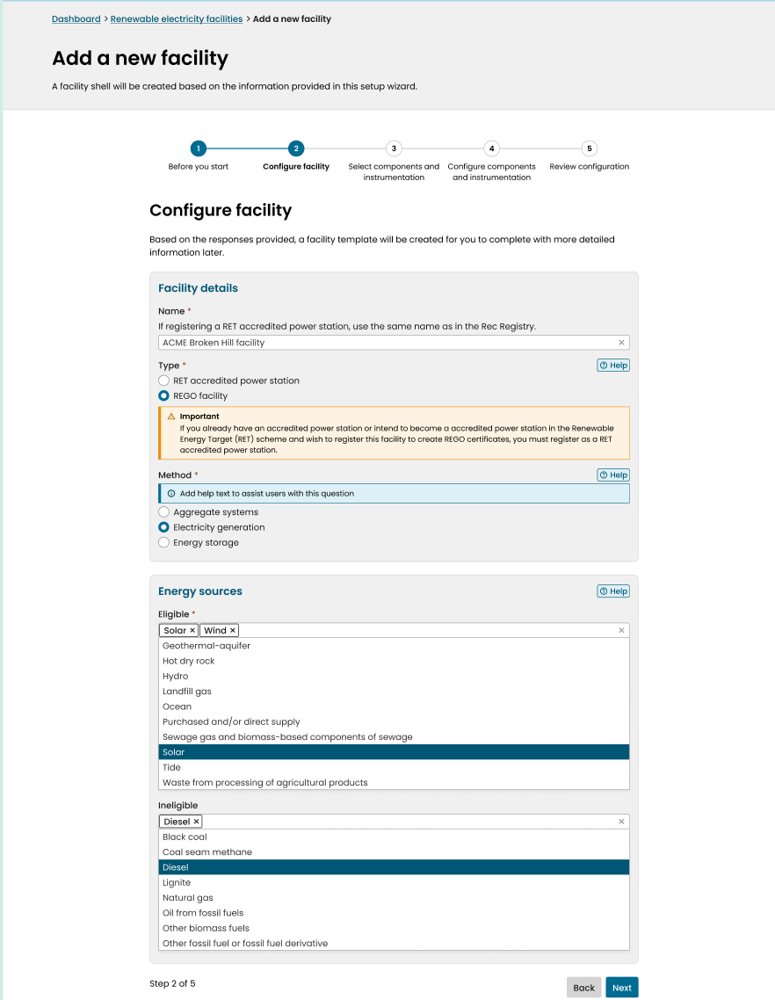 Dashboard > Renewable electricity facilities > Add a new facility
Add a new facility
A facility shell will be created based on the information provided in this setup wizard.
1 2 3 4 5
Before you start Configure facility Select components and instrumentation Configure components and instrumentation Review configuration
Configure facility
Based on the responses provided, a facility template will be created for you to complete with more detailed
information later.
Facility details
Name *
If registering a RET accredited power station, use the same name as in the Rec Registry.
ACME Broken Hill facility ×
Type * Help
RET accredited power station
REGO facility
Important
If you already have an accredited power station or intend to become a accredited power station in the Renewable
Energy Target (RET) scheme and wish to register this facility to create REGO certificates, you must register as a RET
accredited power station.
Method * Help
Add help text to assist users with this question
Aggregate systems
Electricity generation
Energy storage
Energy sources Help
Eligible *
Solar × Wind × ×
Geothermal-aquifer
Hot dry rock
Hydro
Landfill gas
Ocean
Purchased and/or direct supply
Sewage gas and biomass-based components of sewage
Solar
Tide
Waste from processing of agricultural products
Ineligible
Diesel × ×
Black coal
Coal seam methane
Diesel
Lignite
Natural gas
Oil from fossil fuels
Other biomass fuels
Other fossil fuel or fossil fuel derivative
Step 2 of 5 Back Next